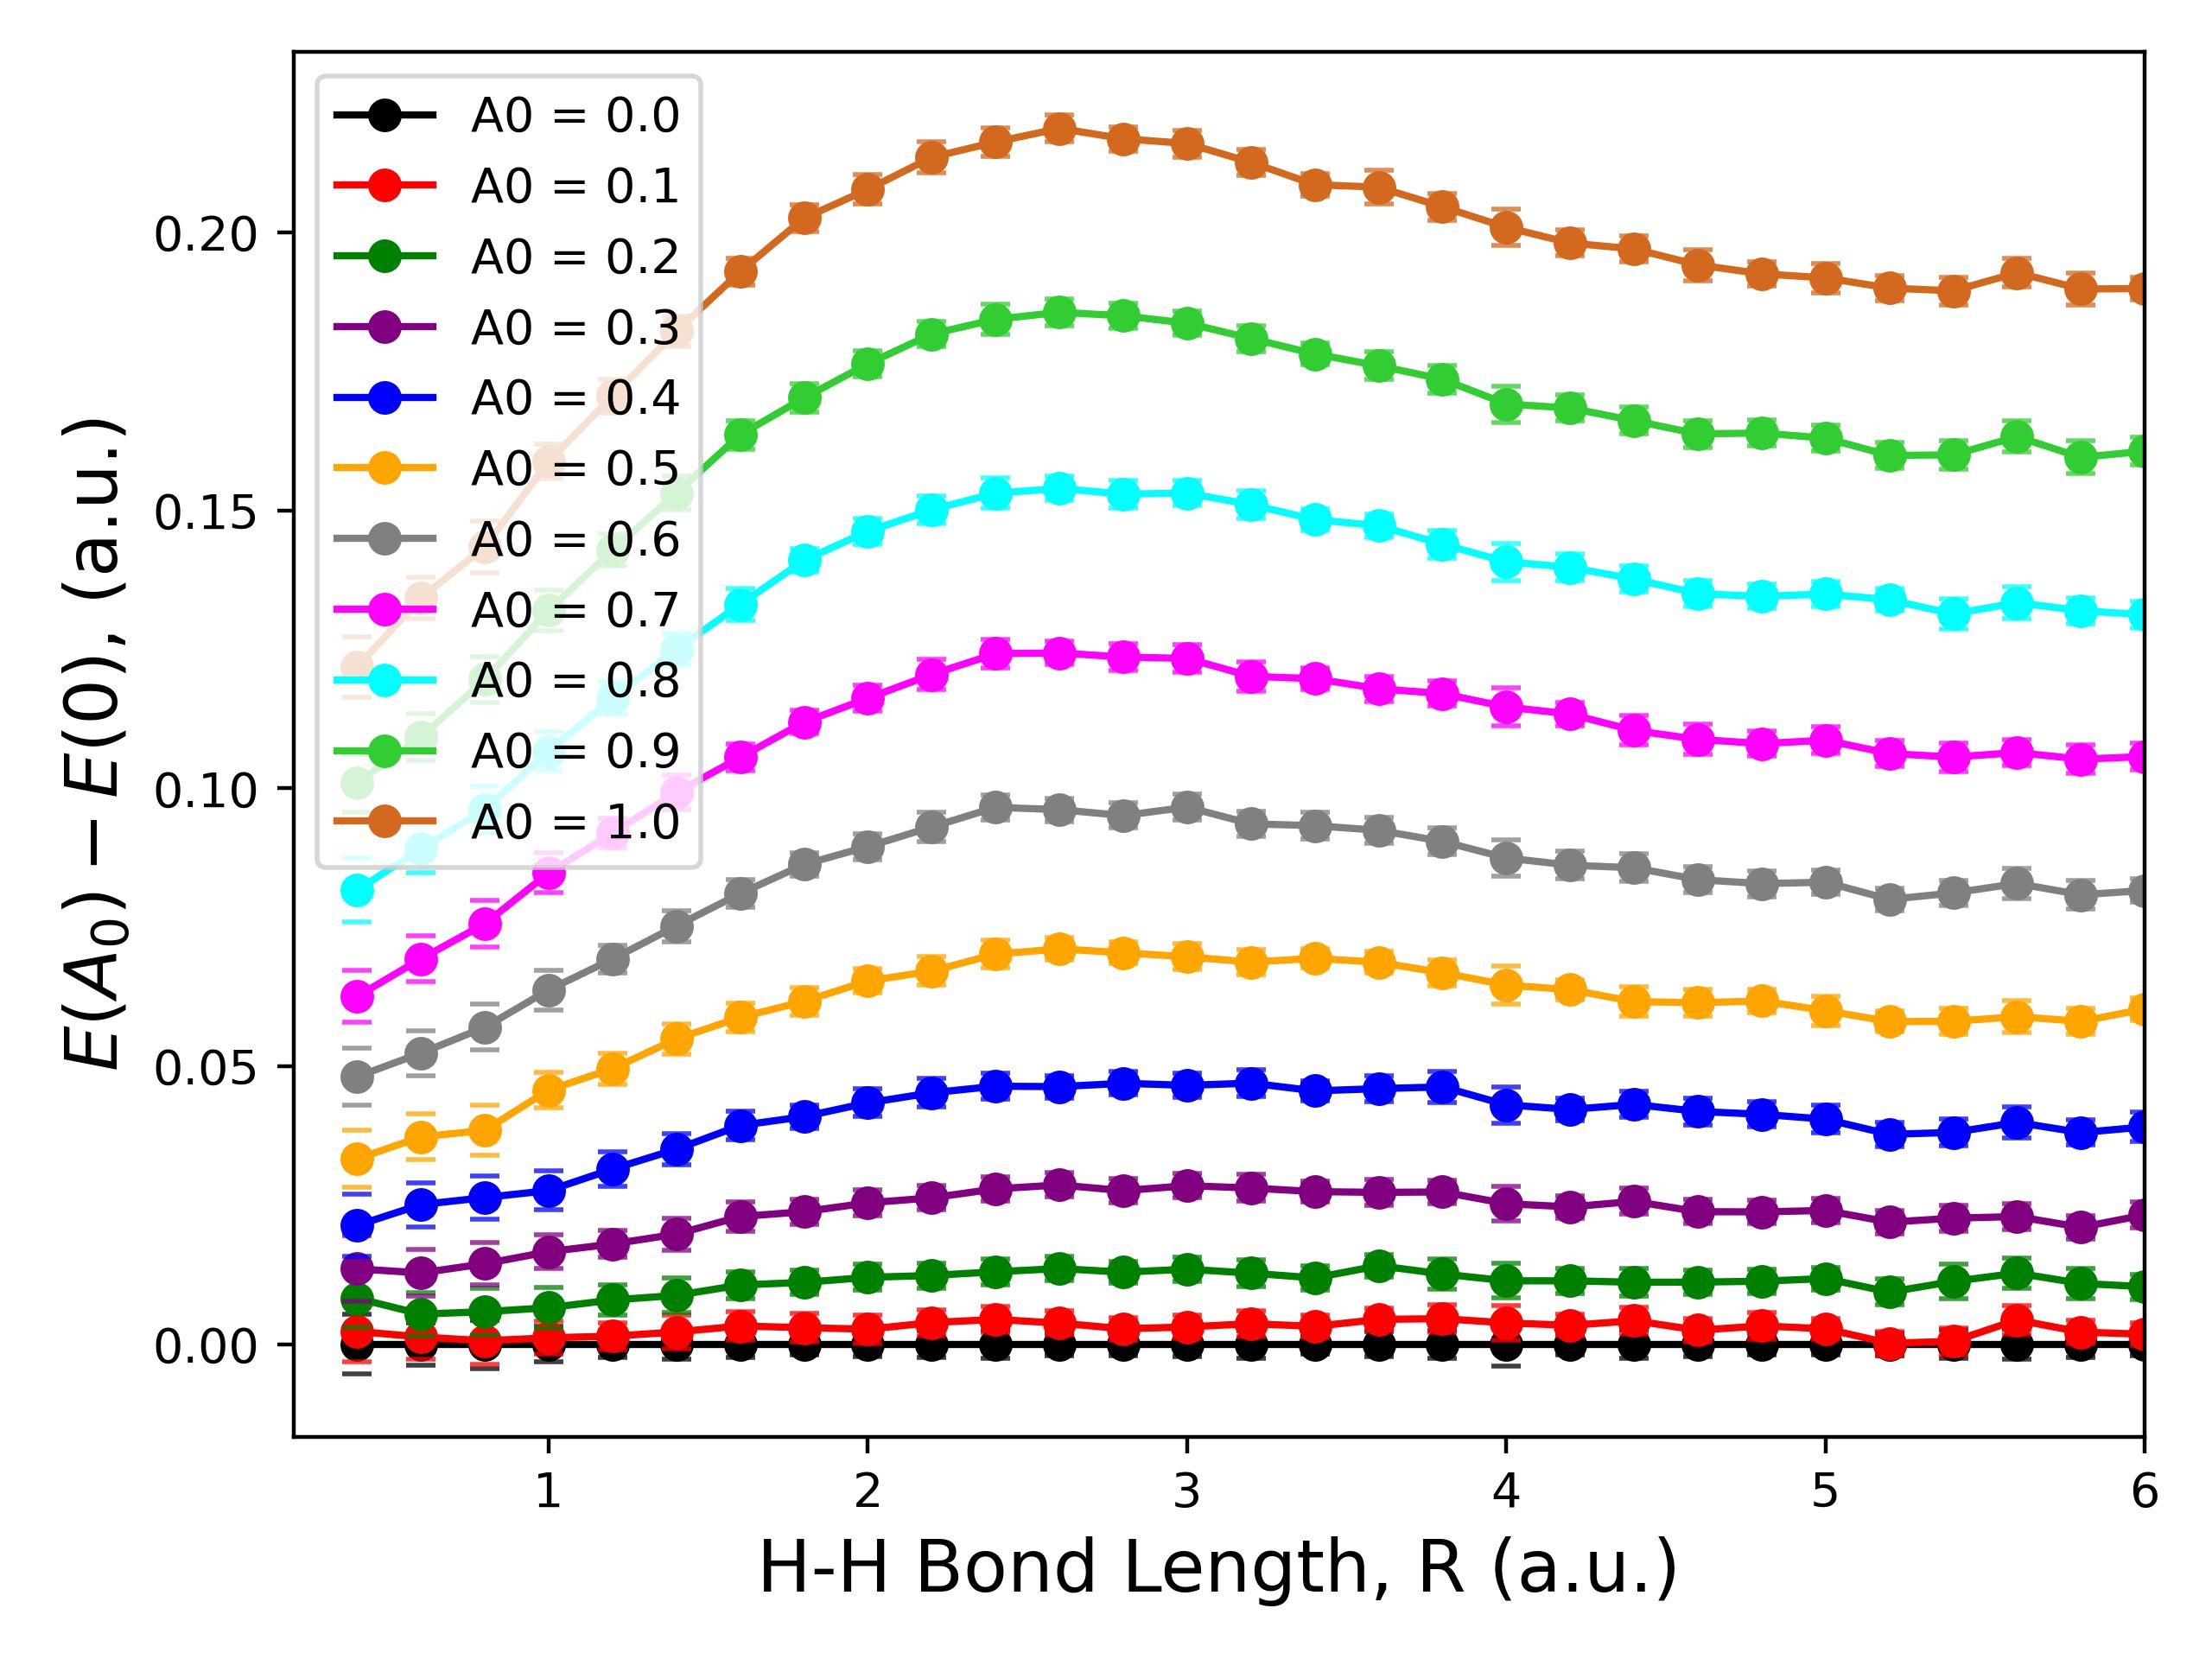 A0 = 0.0
A0 = 0.1
A0 = 0.2
A0 = 0.3
A0 = 0.4
A0 = 0.5
A0 = 0.6
A0 = 0.7
A0 = 0.8
A0 = 0.9
A0 = 1.0
0.20
0.15
0.10
0.05
0.00
E(A₀) − E(0), (a.u.)
1 2 3 4 5 6
H-H Bond Length, R (a.u.)